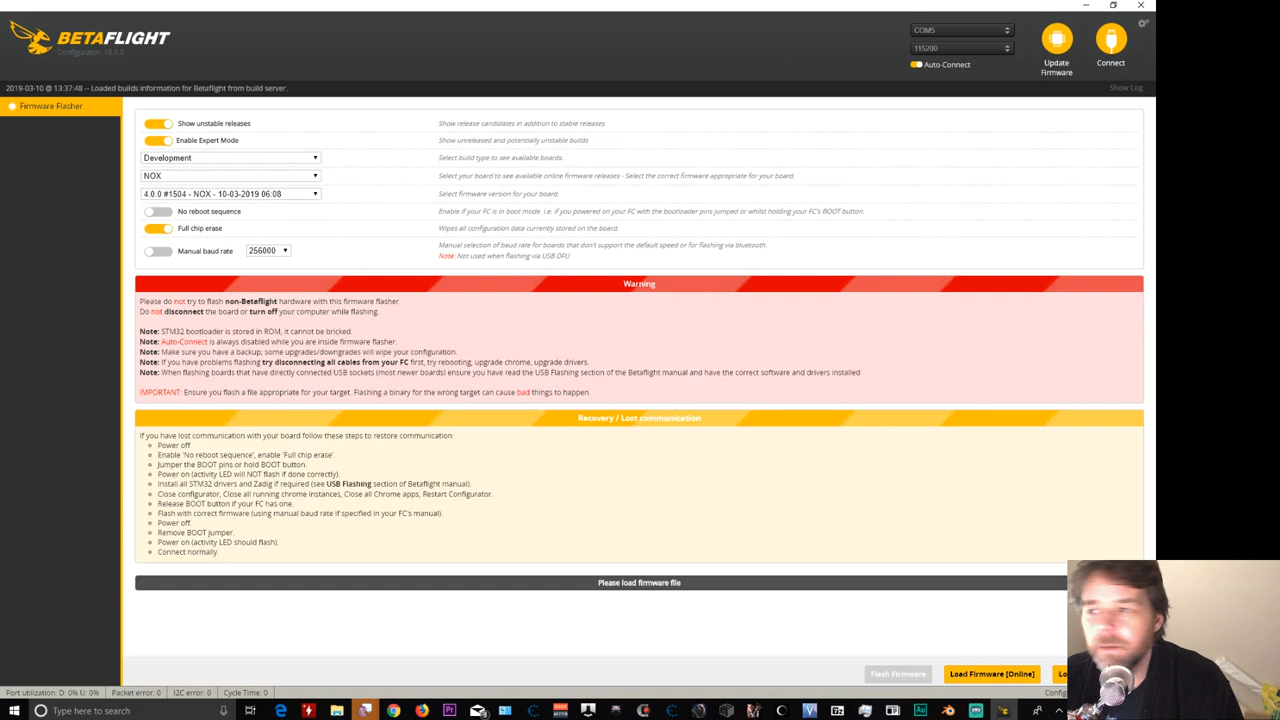 BETAFLIGHT
Configurator: 10.5.0
COM5
115200
Auto-Connect
Update
Firmware
Connect
2019-03-10 @ 13:37:48 -- Loaded builds information for Betaflight from build server.
Show Log
Firmware Flasher
Show unstable releases
Show release candidates in addition to stable releases
Enable Expert Mode
Show unreleased and potentially unstable builds
Development
Select build type to see available boards.
NOX
Select your board to see available online firmware releases - Select the correct firmware appropriate for your board.
4.0.0 #1504 - NOX - 10-03-2019 06:08
Select firmware version for your board.
No reboot sequence
Enable if your FC is in boot mode. i.e. if you powered on your FC with the bootloader pins jumped or whilst holding your FC's BOOT button.
Full chip erase
Wipes all configuration data currently stored on the board.
Manual baud rate
256000
Manual selection of baud rate for boards that don't support the default speed or for flashing via bluetooth.
Note: Not used when flashing via USB DFU
Warning
Please do not try to flash non-Betaflight hardware with this firmware flasher.
Do not disconnect the board or turn off your computer while flashing.
Note: STM32 bootloader is stored in ROM, it cannot be bricked.
Note: Auto-Connect is always disabled while you are inside firmware flasher.
Note: Make sure you have a backup; some upgrades/downgrades will wipe your configuration.
Note: If you have problems flashing try disconnecting all cables from your FC first, try rebooting, upgrade chrome, upgrade drivers.
Note: When flashing boards that have directly connected USB sockets (most newer boards) ensure you have read the USB Flashing section of the Betaflight manual and have the correct software and drivers installed
IMPORTANT: Ensure you flash a file appropriate for your target. Flashing a binary for the wrong target can cause bad things to happen.
Recovery / Lost communication
If you have lost communication with your board follow these steps to restore communication:
Power off
Enable 'No reboot sequence', enable 'Full chip erase'.
Jumper the BOOT pins or hold BOOT button.
Power on (activity LED will NOT flash if done correctly).
Install all STM32 drivers and Zadig if required (see USB Flashing section of Betaflight manual).
Close configurator, Close all running chrome instances, Close all Chrome apps, Restart Configurator.
Release BOOT button if your FC has one.
Flash with correct firmware (using manual baud rate if specified in your FC's manual).
Power off.
Remove BOOT jumper.
Power on (activity LED should flash).
Connect normally.
Please load firmware file
Flash Firmware
Load Firmware [Online]
Lo
Port utilization: D: 0% U: 0%
Packet error: 0
I2C error: 0
Cycle Time: 0
Config
Type here to search